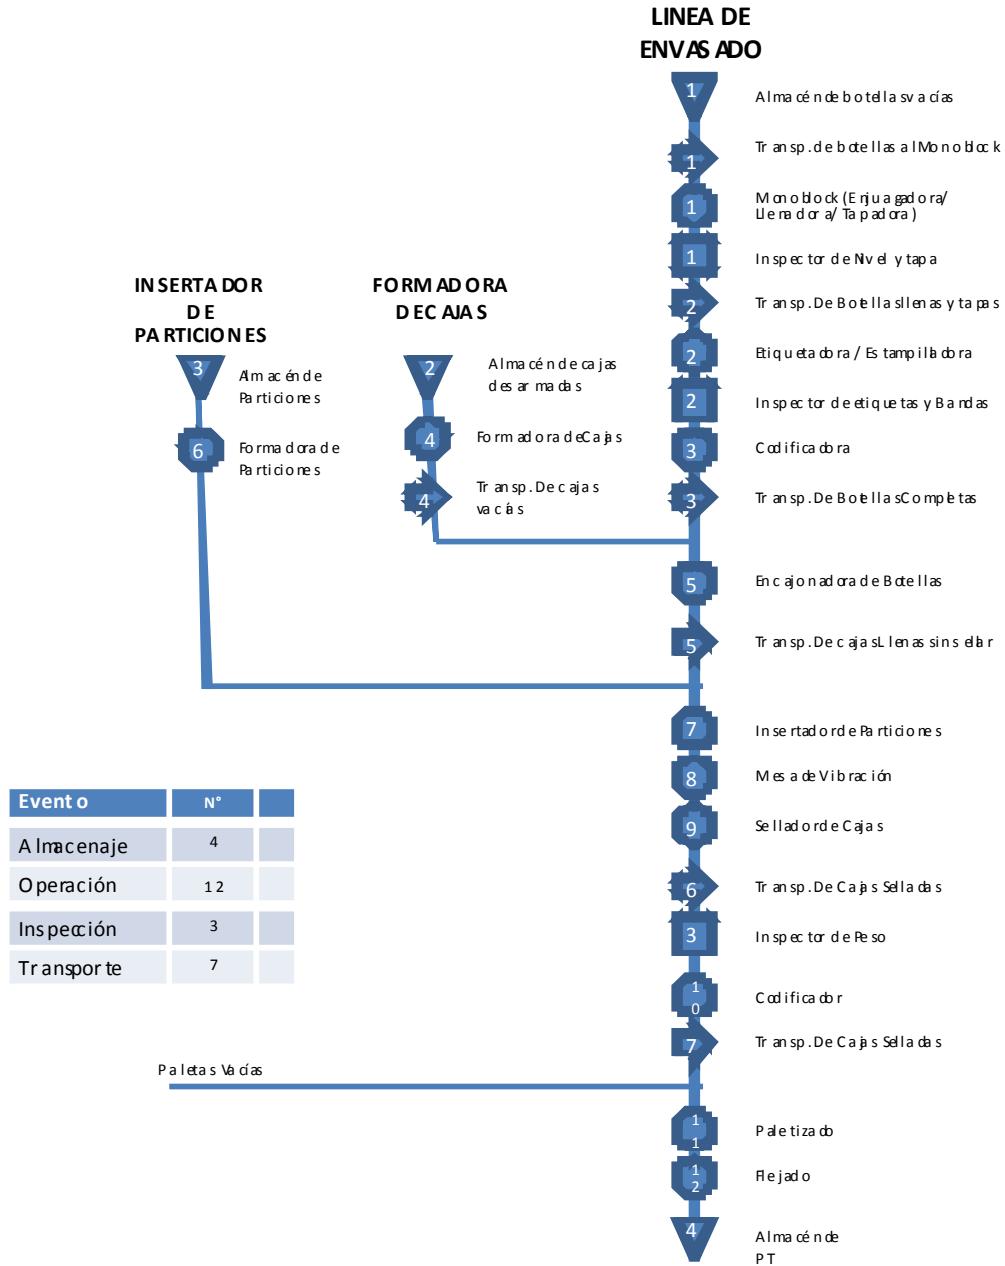 LINEA DE
ENVASADO
1
Almacén de botellas vacías
1
Transp. de botellas al Monoblock
1
Monoblock (Enjuagadora/
Llenadora/ Tapadora)
1
Inspector de Nivel y tapa
2
Transp. De Botellas llenas y tapas
2
Etiquetadora / Estampilladora
2
Inspector de etiquetas y Bandas
3
Codificadora
3
Transp. De Botellas Completas
INSERTADOR
DE
PARTICIONES
3
Almacén de
Particiones
6
Formadora de
Particiones
FORMADORA
DE CAJAS
2
Almacén de cajas
desarmadas
4
Formadora de Cajas
4
Transp. De cajas
vacías
5
Encajonadora de Botellas
5
Transp. De cajas Llenas sin sellar
7
Insertador de Particiones
8
Mesa de Vibración
9
Sellador de Cajas
6
Transp. De Cajas Selladas
3
Inspector de Peso
10
Codificador
7
Transp. De Cajas Selladas
Paletas Vacías
11
Paletizado
12
Flejado
4
Almacén de
PT
Evento N°
Almacenaje 4
Operación 12
Inspección 3
Transporte 7